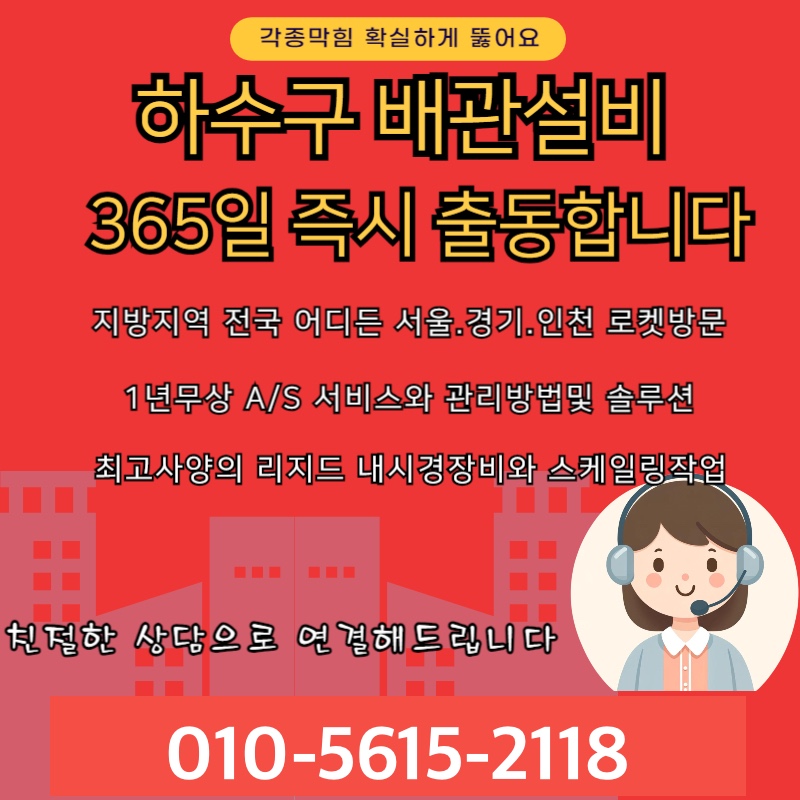 각종막힘 확실하게 뚫어요
하수구 배관설비
365일 즉시 출동합니다
지방지역 전국 어디든 서울.경기.인천 로켓방문
1년무상 A/S 서비스와 관리방법및 솔루션
최고사양의 리지드 내시경장비와 스케일링작업
친절한 상담으로 연결해드립니다
010-5615-2118